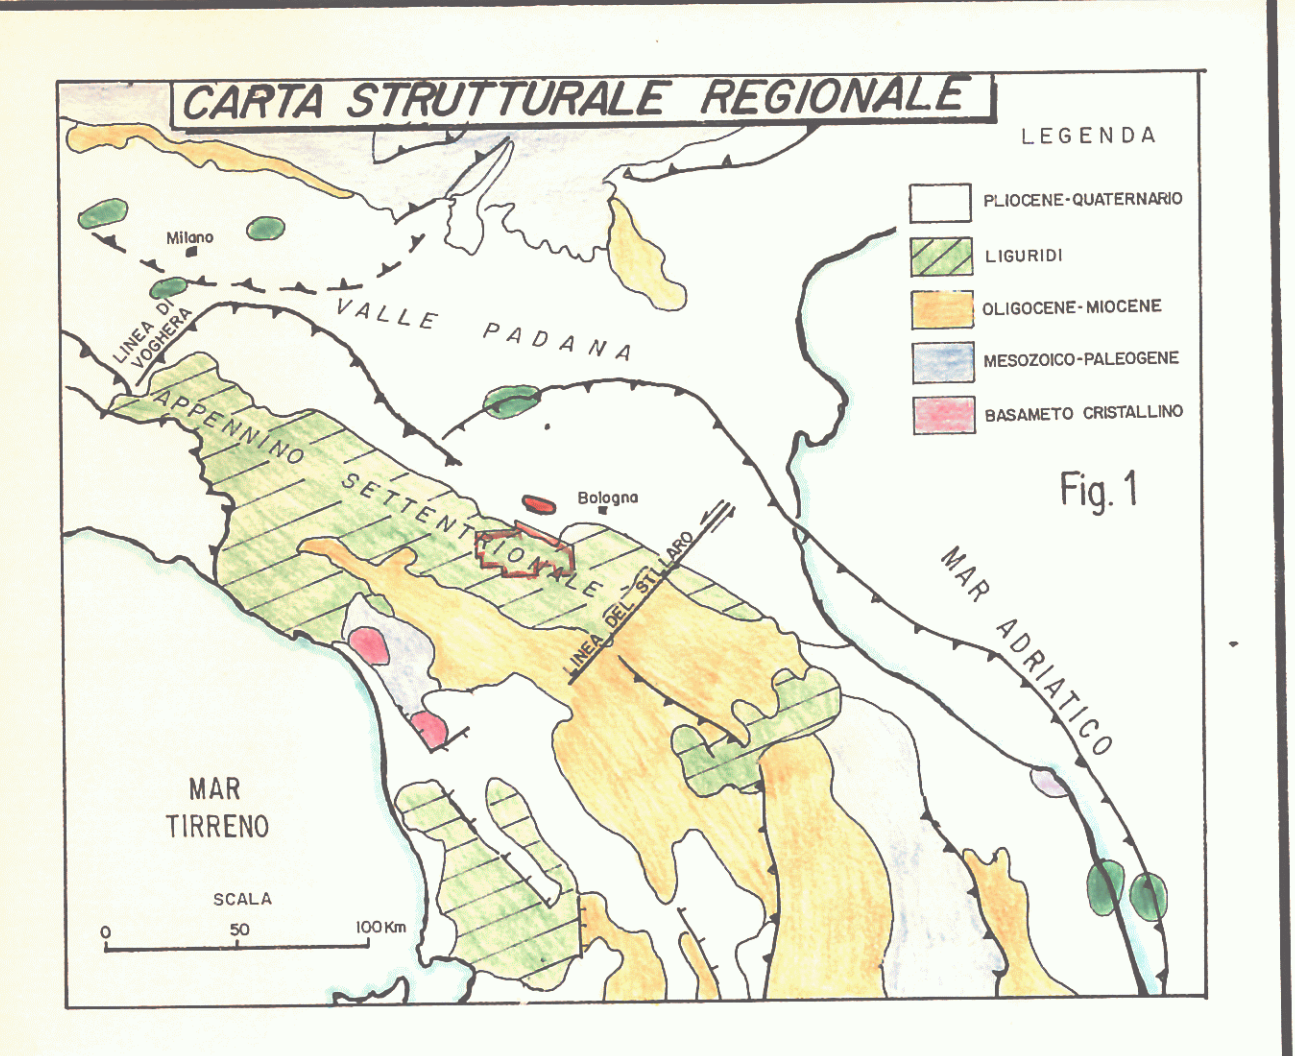 CARTA STRUTTURALE REGIONALE
LEGENDA
PLIOCENE-QUATERNARIO
LIGURIDI
OLIGOCENE-MIOCENE
MESOZOICO-PALEOGENE
BASAMETO CRISTALLINO
Fig. 1
Milano
LINEA DI
VOGHERA
VALLE PADANA
APPENNINO SETTENTRIONALE
Bologna
LINEA DEL SILLARO
MAR ADRIATICO
MAR
TIRRENO
SCALA
0 50 100 Km